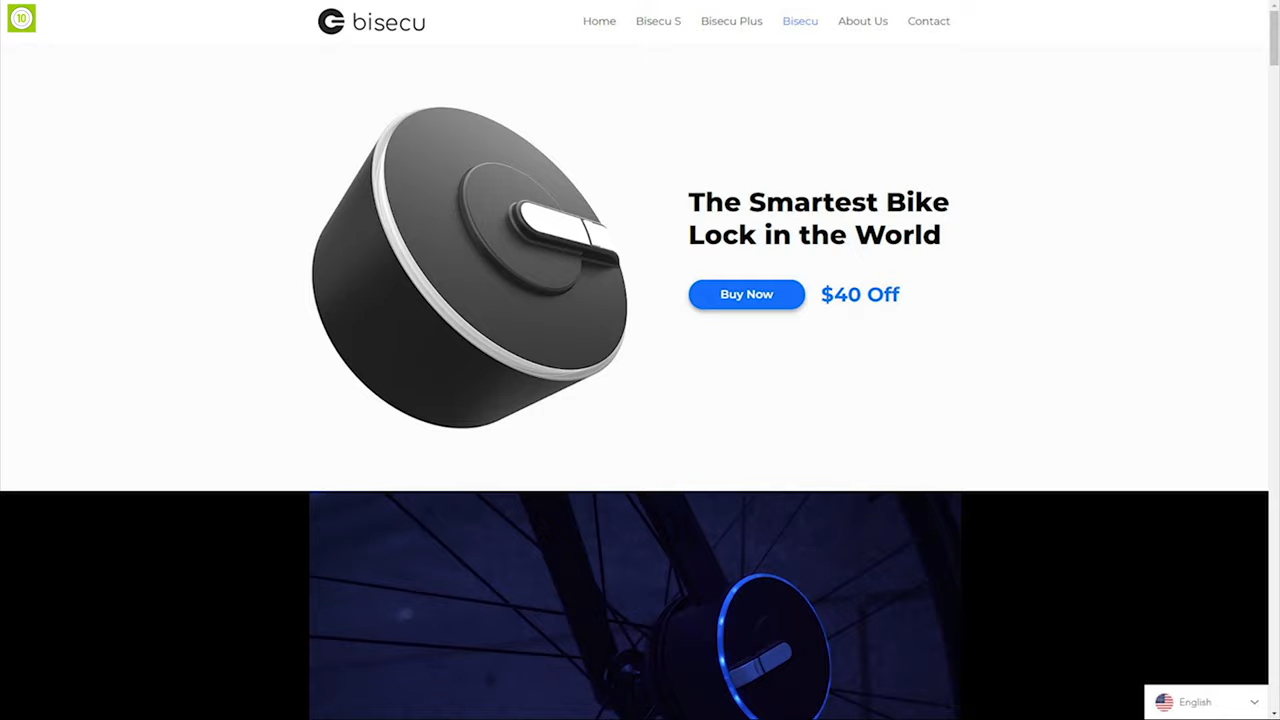 10
bisecu
Home Bisecu S Bisecu Plus Bisecu About Us Contact
The Smartest Bike
Lock in the World
Buy Now $40 Off
English